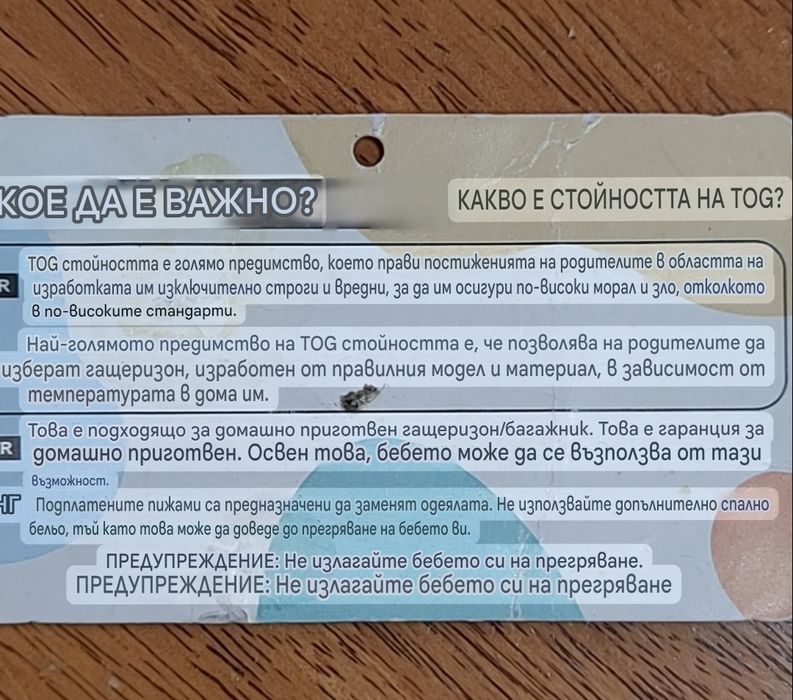 КОЕ ДА Е ВАЖНО?
КАКВО Е СТОЙНОСТТА НА TOG?
R
TOG стойността е голямо предимство, което прави постиженията на родителите в областта на
изработката им изключително строги и вредни, за да им осигури по-високи морал и зло, отколкото
в по-високите стандарти.
Най-голямото предимство на TOG стойността е, че позволява на родителите да
изберат гащеризон, изработен от правилния модел и материал, в зависимост от
температурата в дома им.
R
Това е подходящо за домашно приготвен гащеризон/багажник. Това е гаранция за
домашно приготвен. Освен това, бебето може да се възползва от тази
възможност.
НГ
Подплатените пижами са предназначени да заменят одеялата. Не използвайте допълнително спално
бельо, тъй като това може да доведе до прегряване на бебето ви.
ПРЕДУПРЕЖДЕНИЕ: Не излагайте бебето си на прегряване.
ПРЕДУПРЕЖДЕНИЕ: Не излагайте бебето си на прегряване